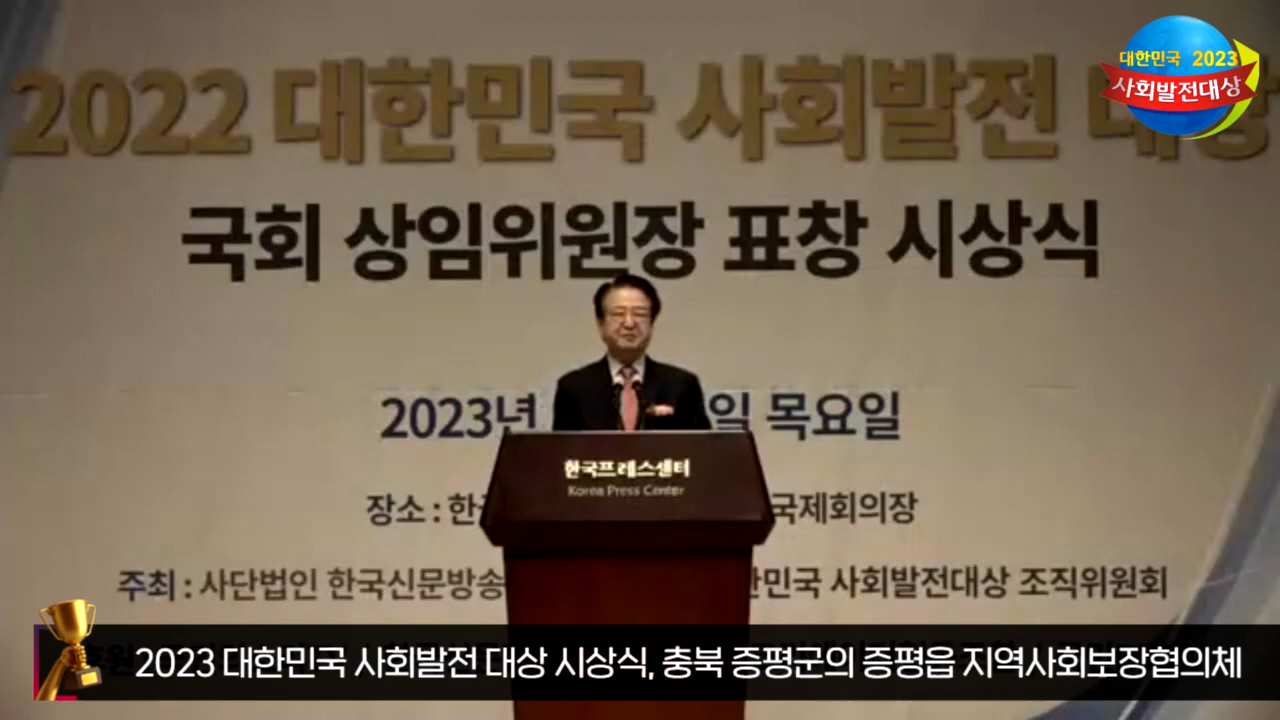 대한민국 2023
사회발전대상
2022 대한민국 사회발전 대상
국회 상임위원장 표창 시상식
2023년 일 목요일
한국프레스센터
Korea Press Center
장소 : 한국 국제회의장
주최 : 사단법인 한국신문방송 대한민국 사회발전대상 조직위원회
2023 대한민국 사회발전 대상 시상식, 충북 증평군의 증평읍 지역사회보장협의체